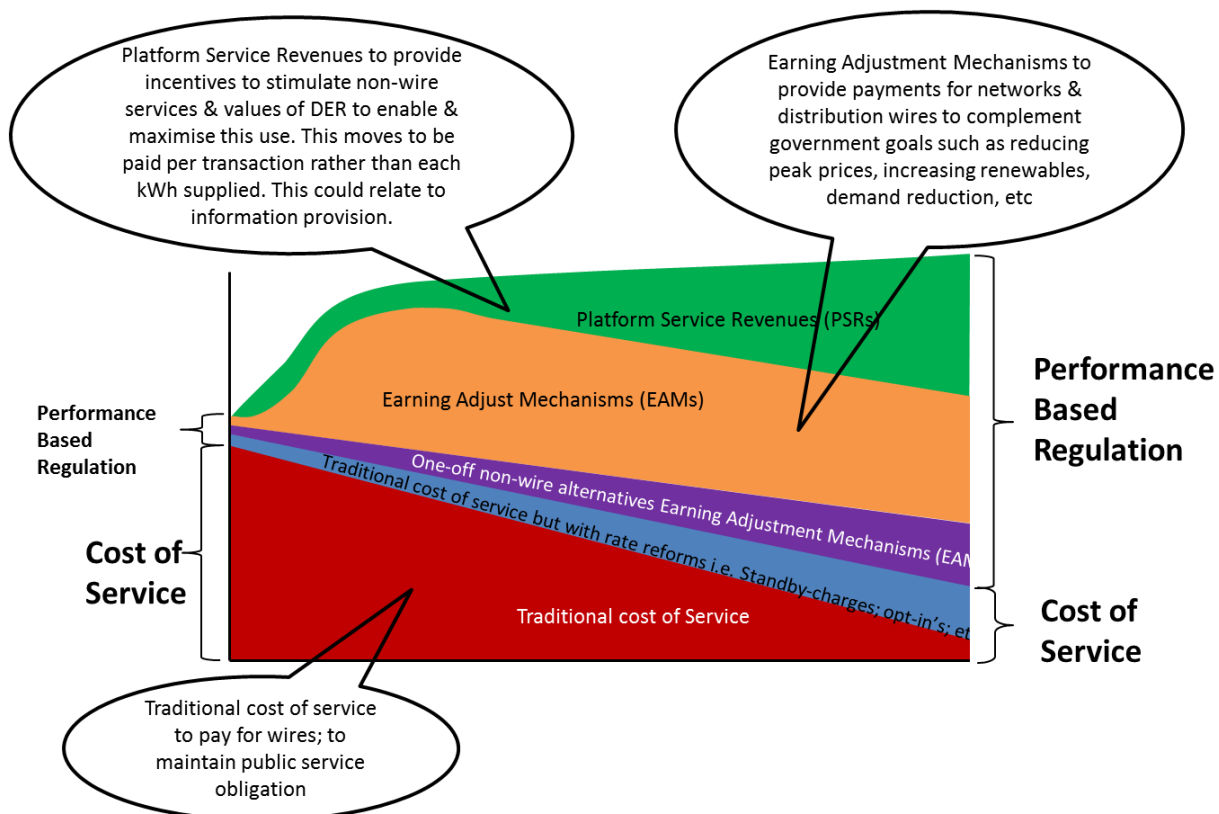 Platform Service Revenues to provide
incentives to stimulate non-wire
services & values of DER to enable &
maximise this use. This moves to be
paid per transaction rather than each
kWh supplied. This could relate to
information provision.
Earning Adjustment Mechanisms to
provide payments for networks &
distribution wires to complement
government goals such as reducing
peak prices, increasing renewables,
demand reduction, etc
Platform Service Revenues (PSRs)
Earning Adjust Mechanisms (EAMs)
One-off non-wire alternatives Earning Adjustment Mechanisms (EAM
Traditional cost of service but with rate reforms i.e. Standby-charges; opt-in's; et
Traditional cost of Service
Performance
Based
Regulation
Cost of
Service
Performance
Based
Regulation
Cost of
Service
Traditional cost of service
to pay for wires; to
maintain public service
obligation